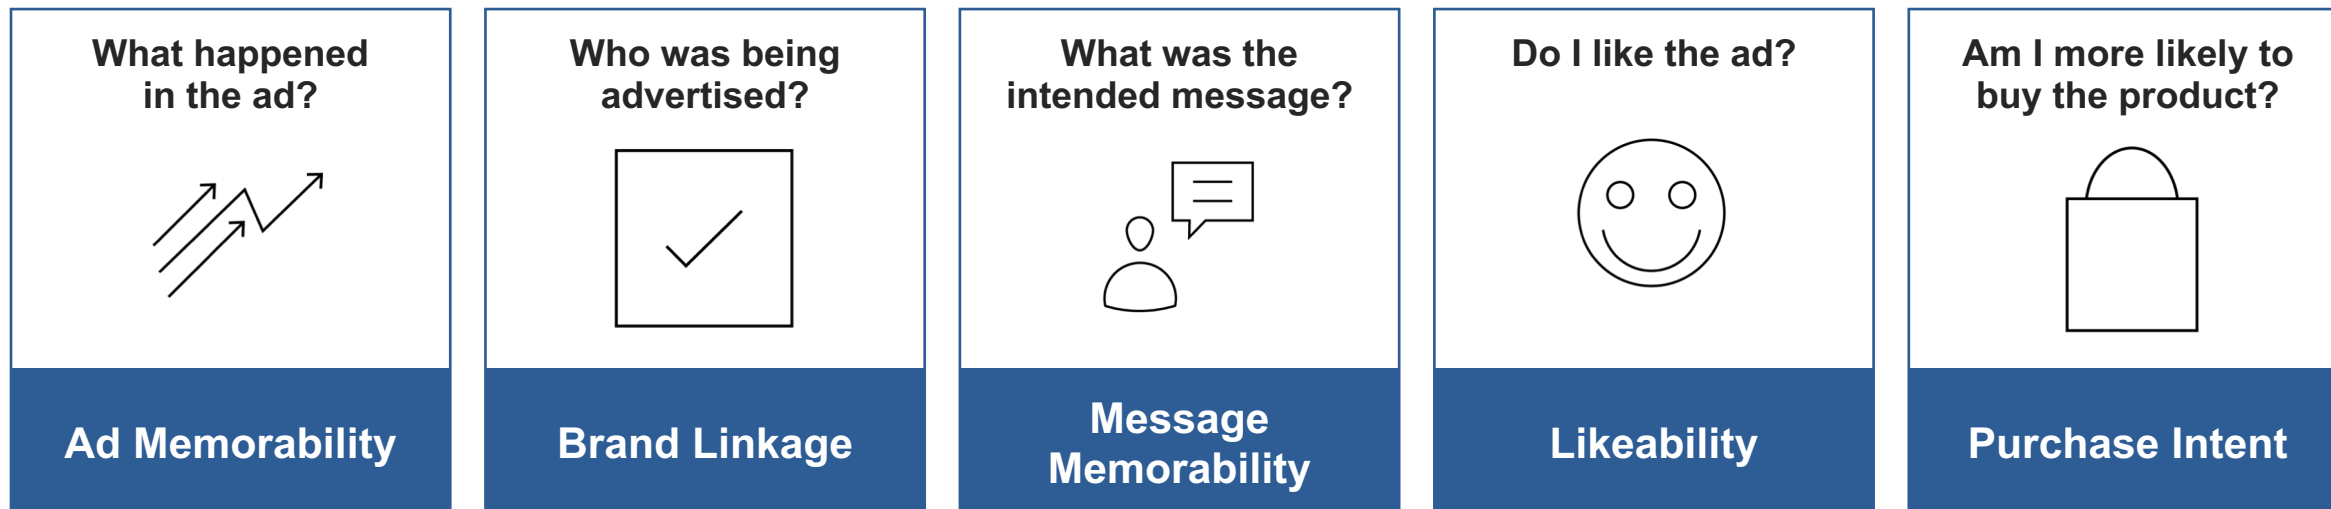 What happened
in the ad?
Ad Memorability
Who was being
advertised?
Brand Linkage
What was the
intended message?
Message
Memorability
Do I like the ad?
Likeability
Am I more likely to
buy the product?
Purchase Intent